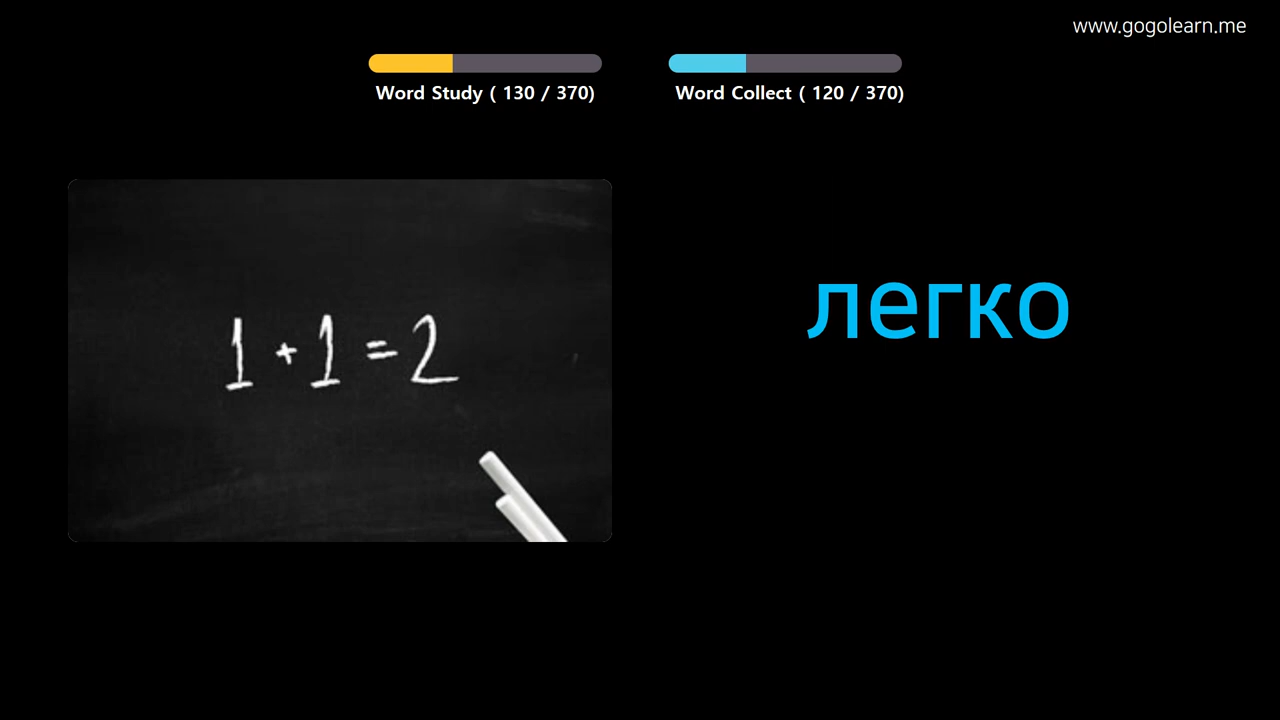 www.gogolearn.me
Word Study ( 130 / 370)
Word Collect ( 120 / 370)
легко
1 + 1 = 2